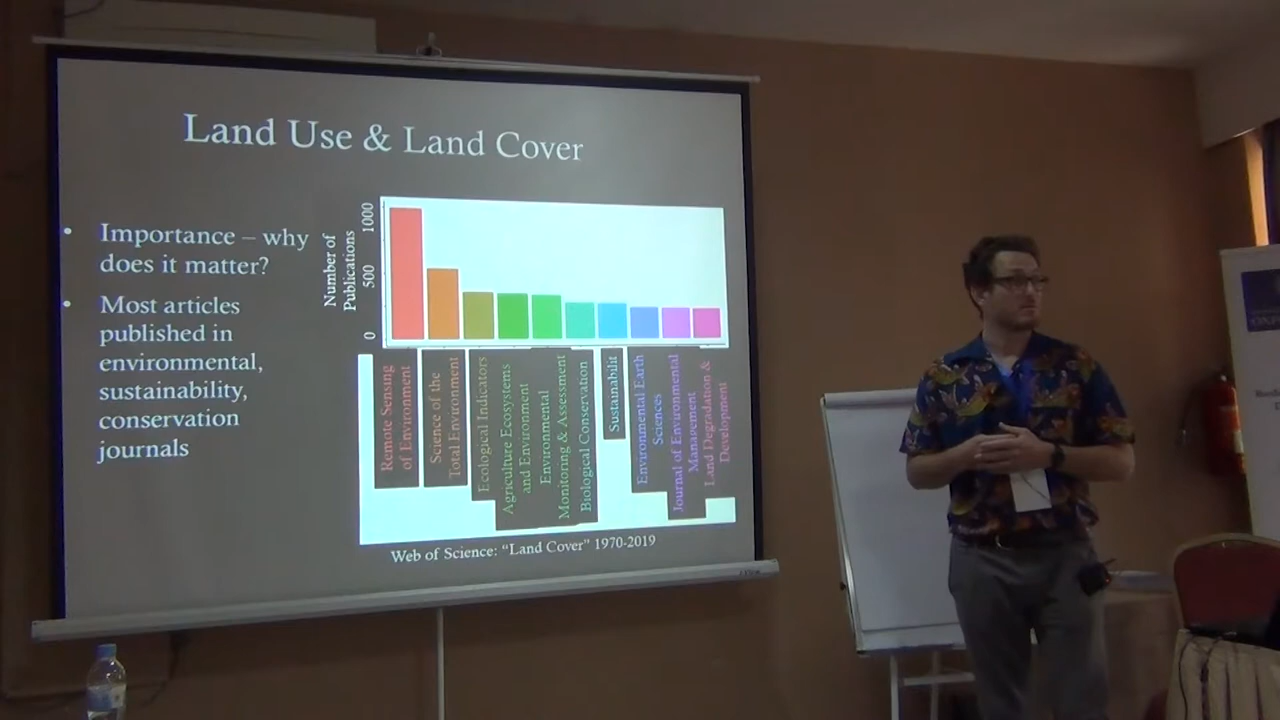 Land Use & Land Cover
• Importance – why
does it matter?
• Most articles
published in
environmental,
sustainability,
conservation
journals
Number of
Publications
1000
500
0
Remote Sensing
of Environment
Science of the
Total Environment
Ecological Indicators
Agriculture Ecosystems
and Environment
Environmental
Monitoring & Assessment
Biological Conservation
Sustainabilit
Environmental Earth
Sciences
Journal of Environmental
Management
Land Degradation &
Development
Web of Science: “Land Cover” 1970-2019